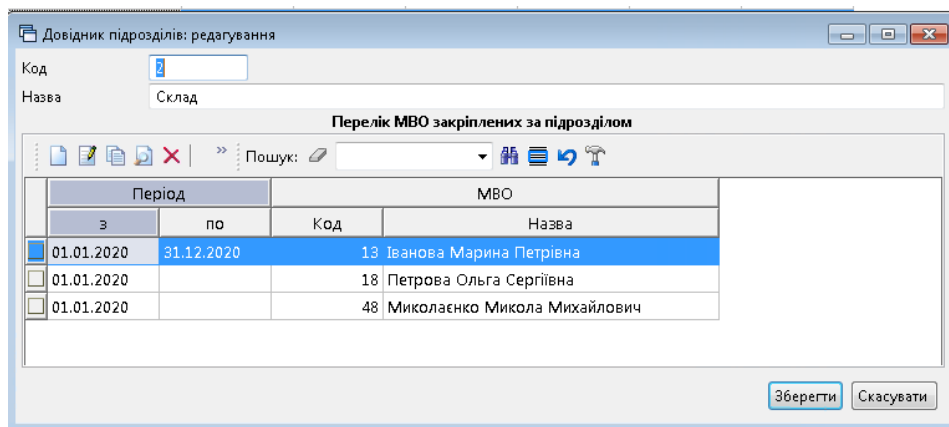 Довідник підрозділів: редагування
Код 2
Назва Склад
Перелік МВО закріплених за підрозділом
» Пошук:
Період МВО
з по Код Назва
01.01.2020 31.12.2020 13 Іванова Марина Петрівна
01.01.2020 18 Петрова Ольга Сергіївна
01.01.2020 48 Миколаєнко Микола Михайлович
Зберегти Скасувати